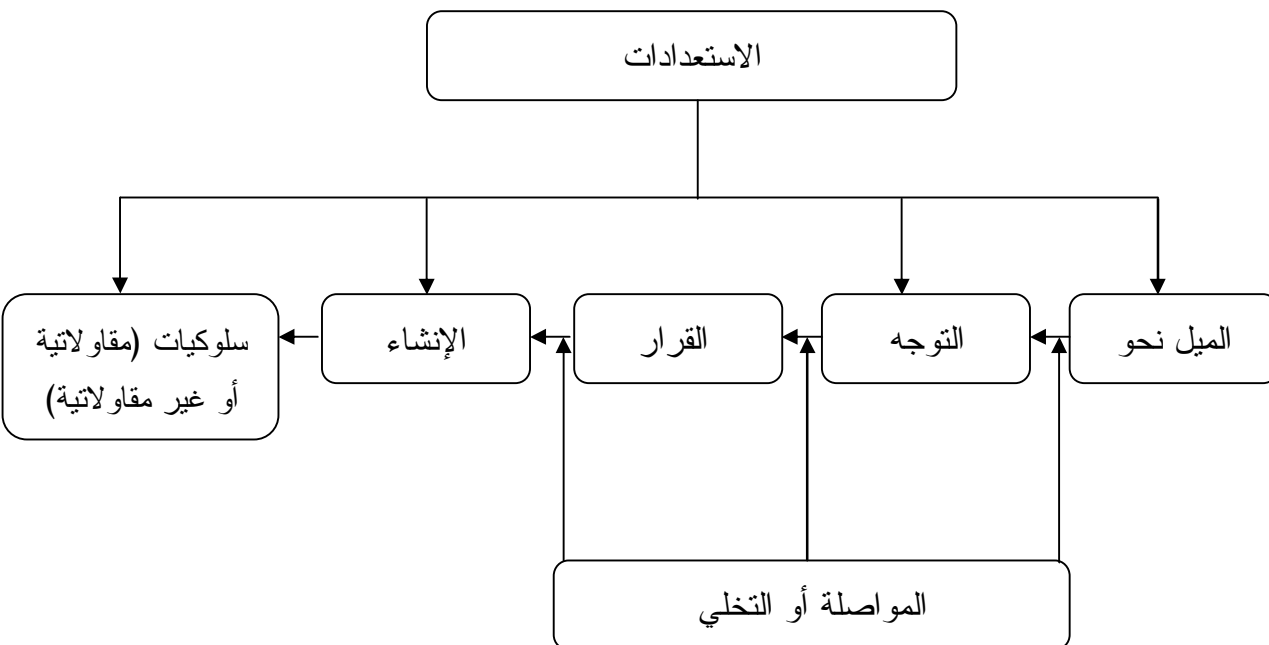 الاستعدادات
الميل نحو
التوجه
القرار
الإنشاء
سلوكيات (مقاولاتية
أو غير مقاولاتية)
المواصلة أو التخلي